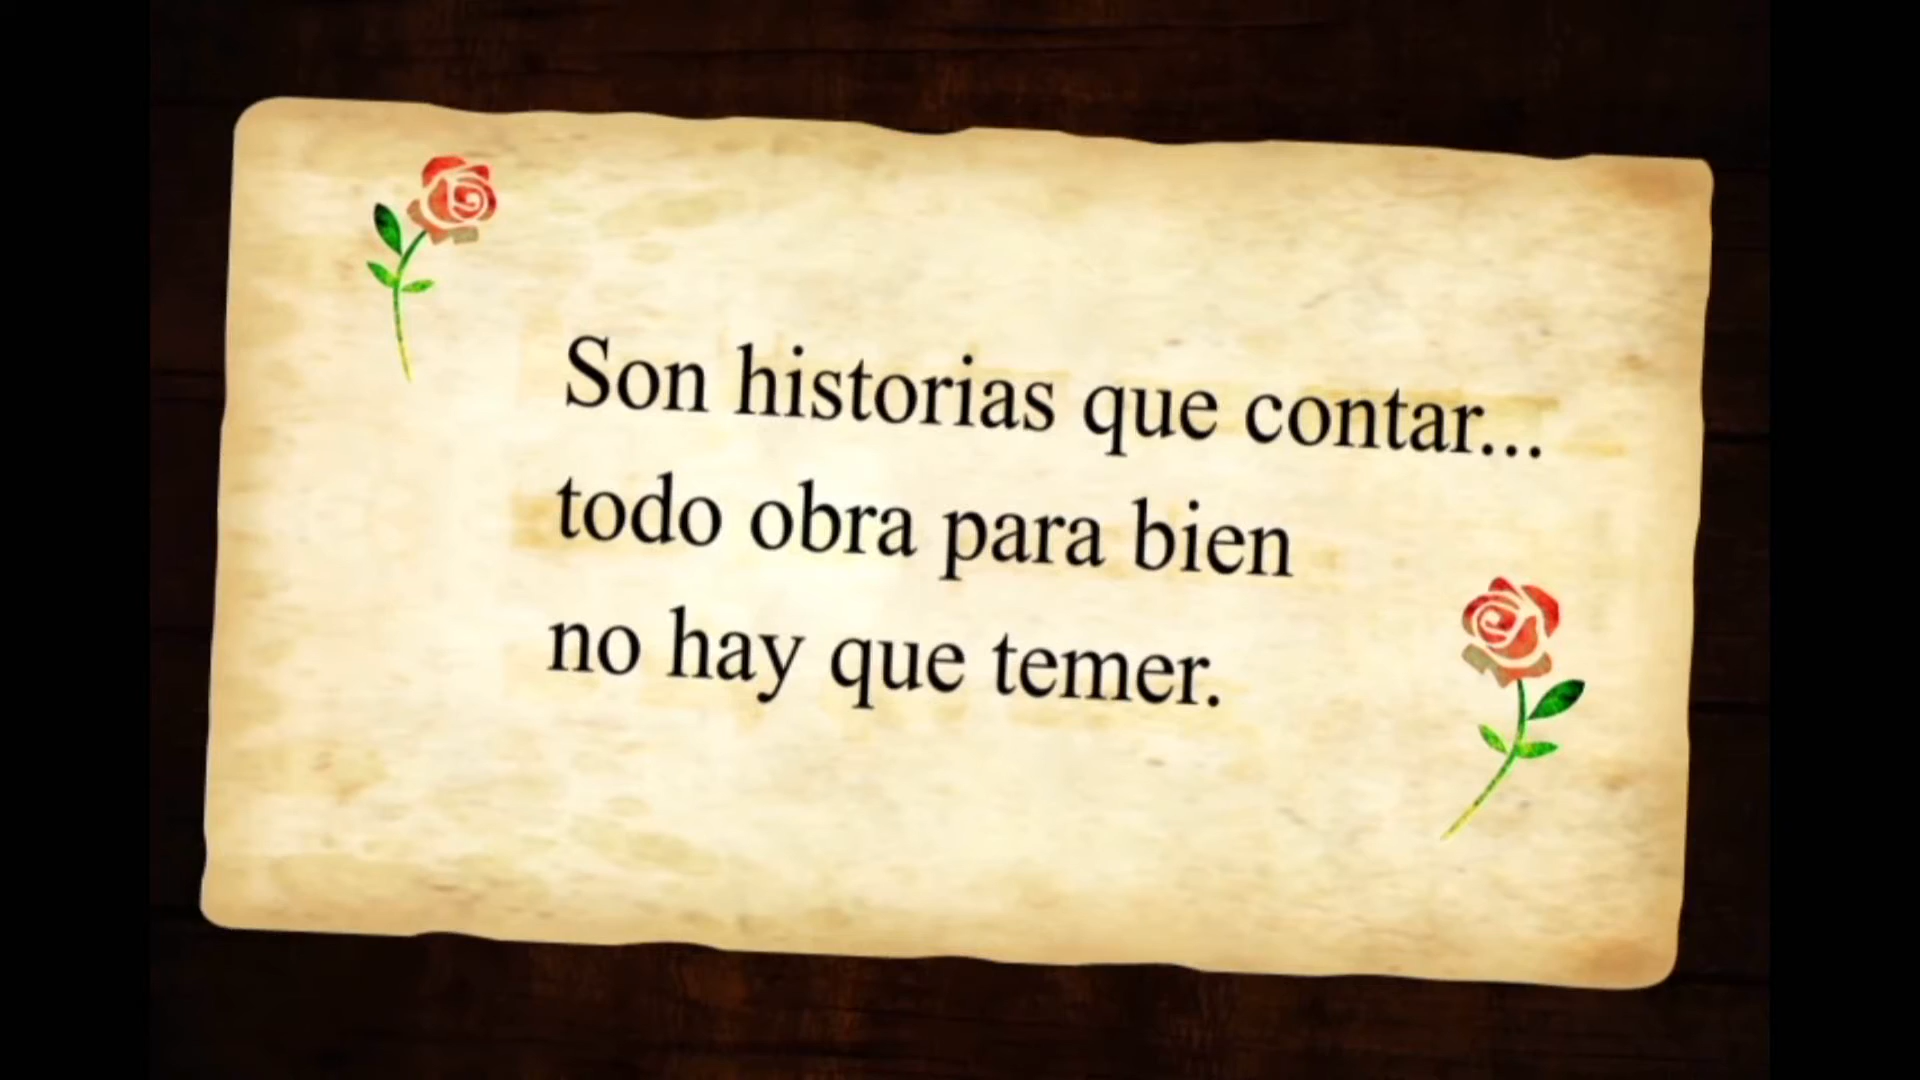 Son historias que contar...
todo obra para bien
no hay que temer.